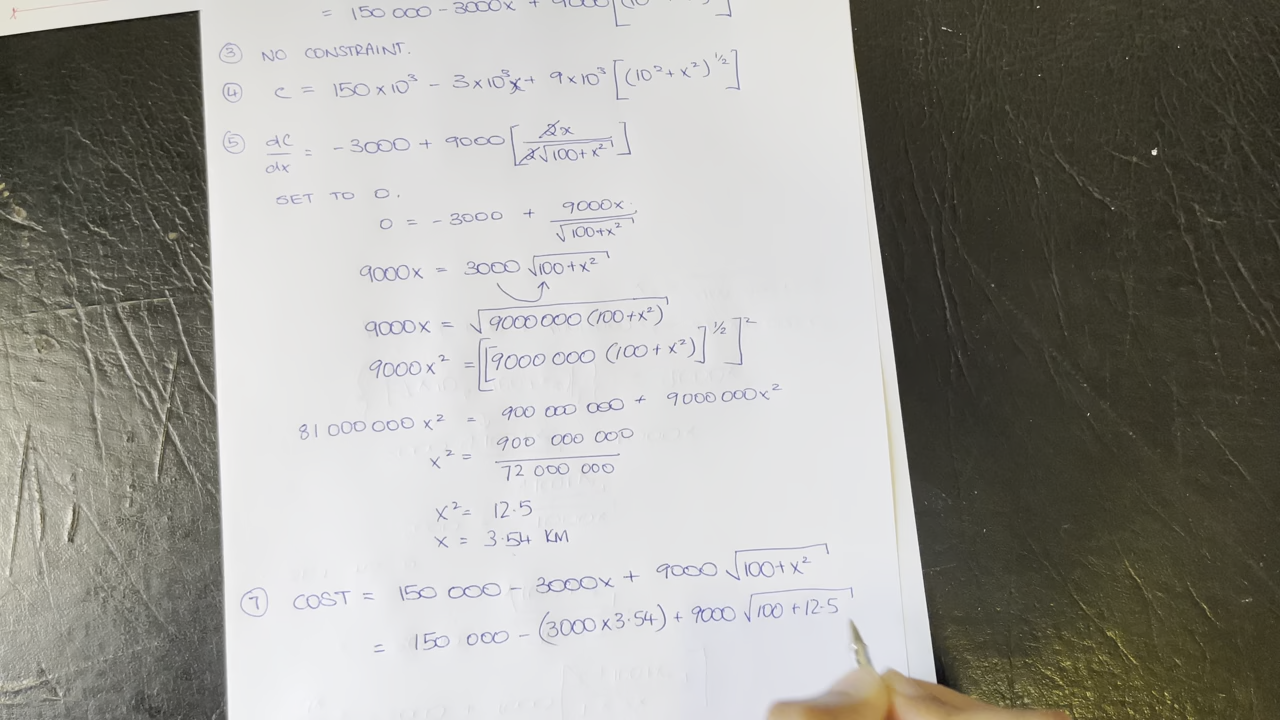 = 150 000 - 3000x + 9000[(10
③ NO CONSTRAINT.
④ C = 150×10³ - 3×10³x + 9×10³[(10² + x²)^1/2]
⑤ dC/dx = -3000 + 9000[2x / 2√100+x²]
SET TO 0.
0 = -3000 + 9000x / √100+x²
9000x = 3000 √100+x²
9000x = √9000000 (100+x²)
9000x² = [[9000 000 (100+x²)]^1/2]²
81 000 000 x² = 900 000 000 + 9000 000x²
x² = 900 000 000 / 72 000 000
x² = 12.5
x = 3.54 KM
⑦ COST = 150 000 - 3000x + 9000 √100+x²
= 150 000 - (3000×3.54) + 9000 √100+12.5